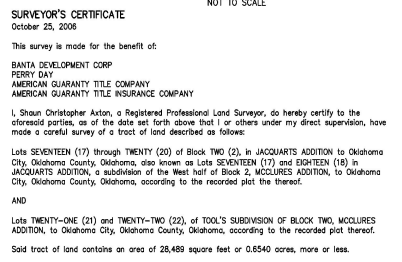 NOT TO SCALE
SURVEYOR'S CERTIFICATE
October 25, 2006
This survey is made for the benefit of:
BANTA DEVELOPMENT CORP
PERRY DAY
AMERICAN GUARANTY TITLE COMPANY
AMERICAN GUARANTY TITLE INSURANCE COMPANY
I, Shaun Christopher Axton, a Registered Professional Land Surveyor, do hereby certify to the
aforesaid parties, as of the date set forth above that I or others under my direct supervision, have
made a careful survey of a tract of land described as follows:
Lots SEVENTEEN (17) through TWENTY (20) of Block TWO (2), in JACQUARTS ADDITION to Oklahoma
City, Oklahoma County, Oklahoma, also known as Lots SEVENTEEN (17) and EIGHTEEN (18) in
JACQUARTS ADDITION, a subdivision of the West half of Block 2, MCCLURES ADDITION, to Oklahoma
City, Oklahoma County, Oklahoma, according to the recorded plat thereof.
AND
Lots TWENTY-ONE (21) and TWENTY-TWO (22), of TOOL'S SUBDIVISION OF BLOCK TWO, MCCLURES
ADDITION, to Oklahoma City, Oklahoma County, Oklahoma, according to the recorded plat thereof.
Said tract of land contains an area of 28,489 square feet or 0.6540 acres, more or less.